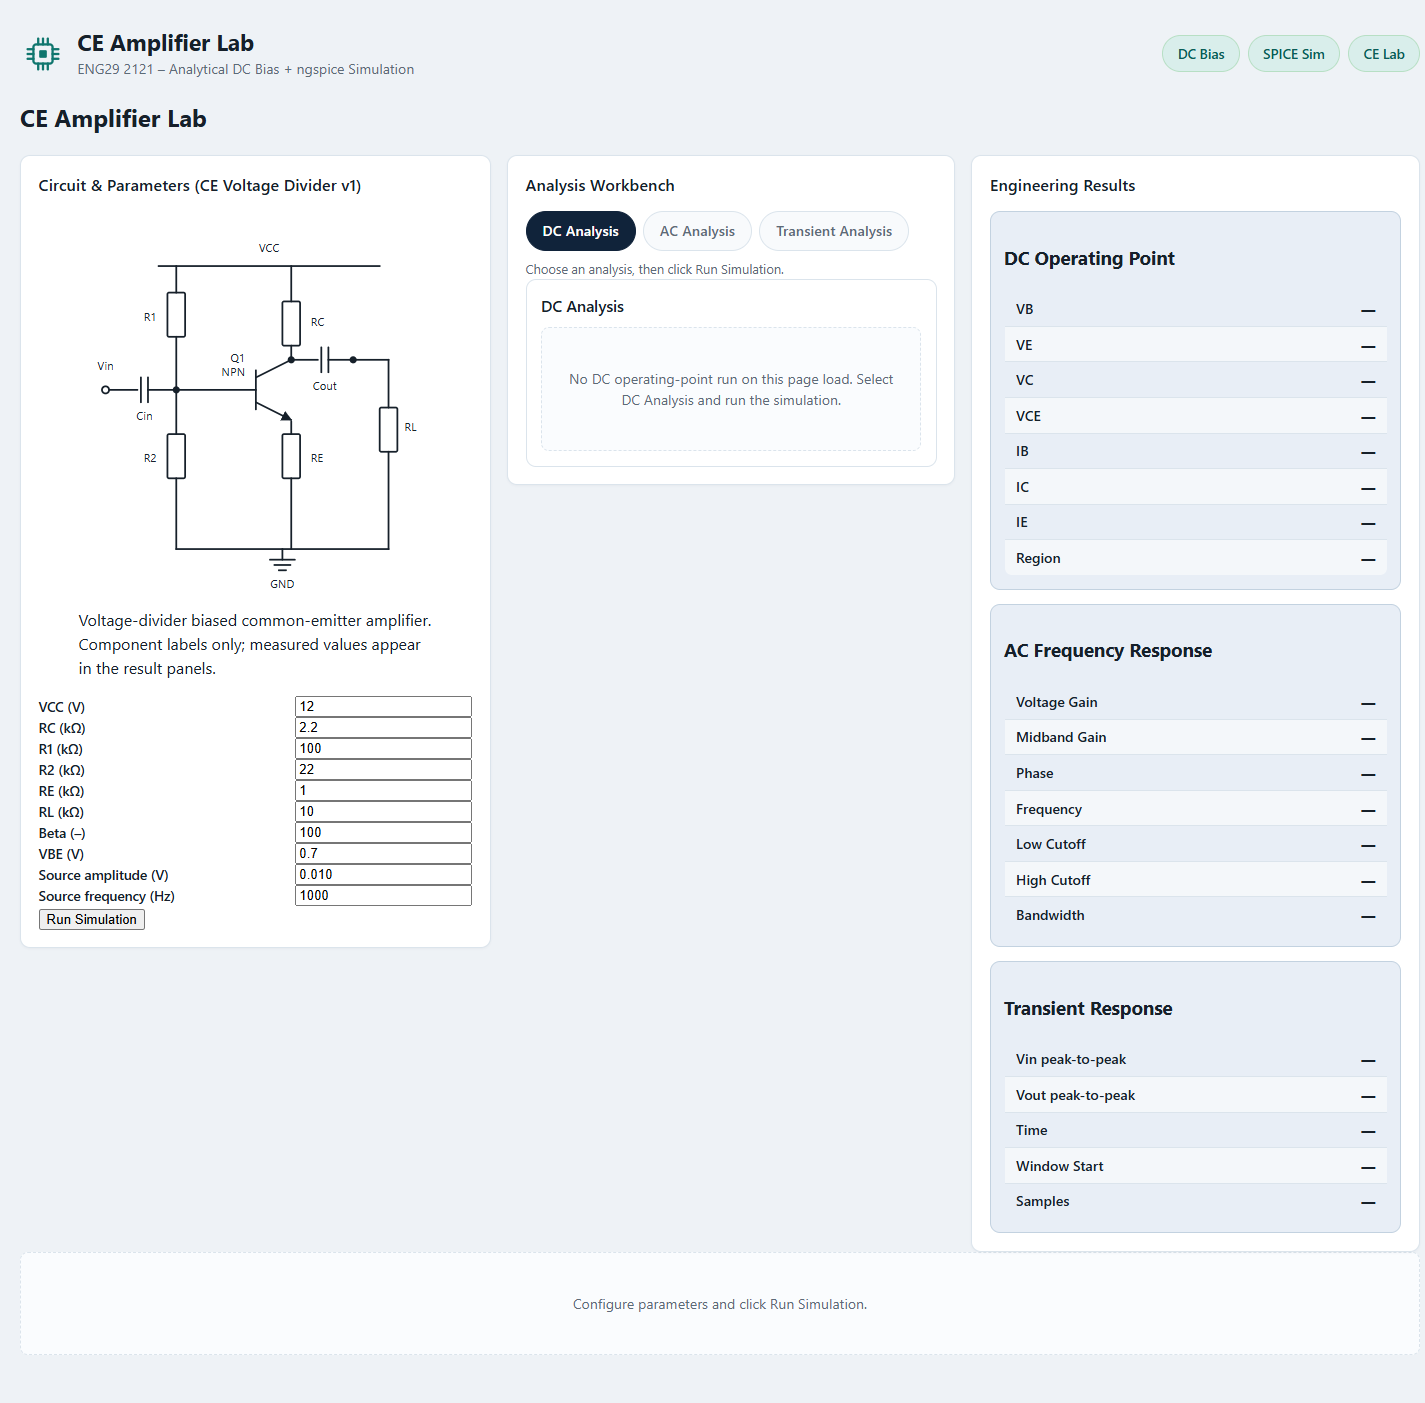 CE Amplifier Lab
ENG29 2121 – Analytical DC Bias + ngspice Simulation
DC Bias
SPICE Sim
CE Lab
CE Amplifier Lab
Circuit & Parameters (CE Voltage Divider v1)
VCC
R1
RC
Q1
NPN
Vin
Cout
Cin
RL
R2
RE
GND
Voltage-divider biased common-emitter amplifier.
Component labels only; measured values appear
in the result panels.
VCC (V) 12
RC (kΩ) 2.2
R1 (kΩ) 100
R2 (kΩ) 22
RE (kΩ) 1
RL (kΩ) 10
Beta (–) 100
VBE (V) 0.7
Source amplitude (V) 0.010
Source frequency (Hz) 1000
Run Simulation
Analysis Workbench
DC Analysis
AC Analysis
Transient Analysis
Choose an analysis, then click Run Simulation.
DC Analysis
No DC operating-point run on this page load. Select
DC Analysis and run the simulation.
Engineering Results
DC Operating Point
VB —
VE —
VC —
VCE —
IB —
IC —
IE —
Region —
AC Frequency Response
Voltage Gain —
Midband Gain —
Phase —
Frequency —
Low Cutoff —
High Cutoff —
Bandwidth —
Transient Response
Vin peak-to-peak —
Vout peak-to-peak —
Time —
Window Start —
Samples —
Configure parameters and click Run Simulation.